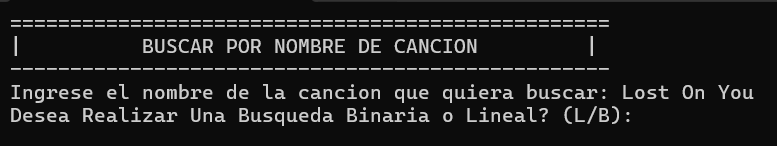 ==================================================
|          BUSCAR POR NOMBRE DE CANCION         |
--------------------------------------------------
Ingrese el nombre de la cancion que quiera buscar: Lost On You
Desea Realizar Una Busqueda Binaria o Lineal? (L/B):